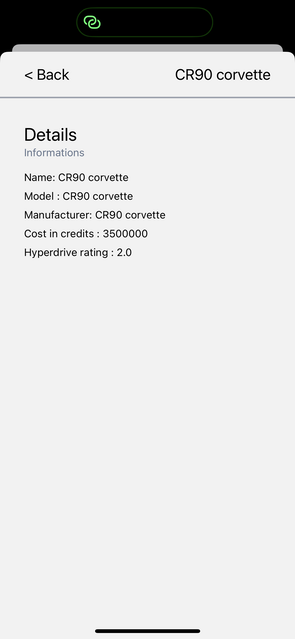 < Back
CR90 corvette
Details
Informations
Name: CR90 corvette
Model : CR90 corvette
Manufacturer: CR90 corvette
Cost in credits : 3500000
Hyperdrive rating : 2.0